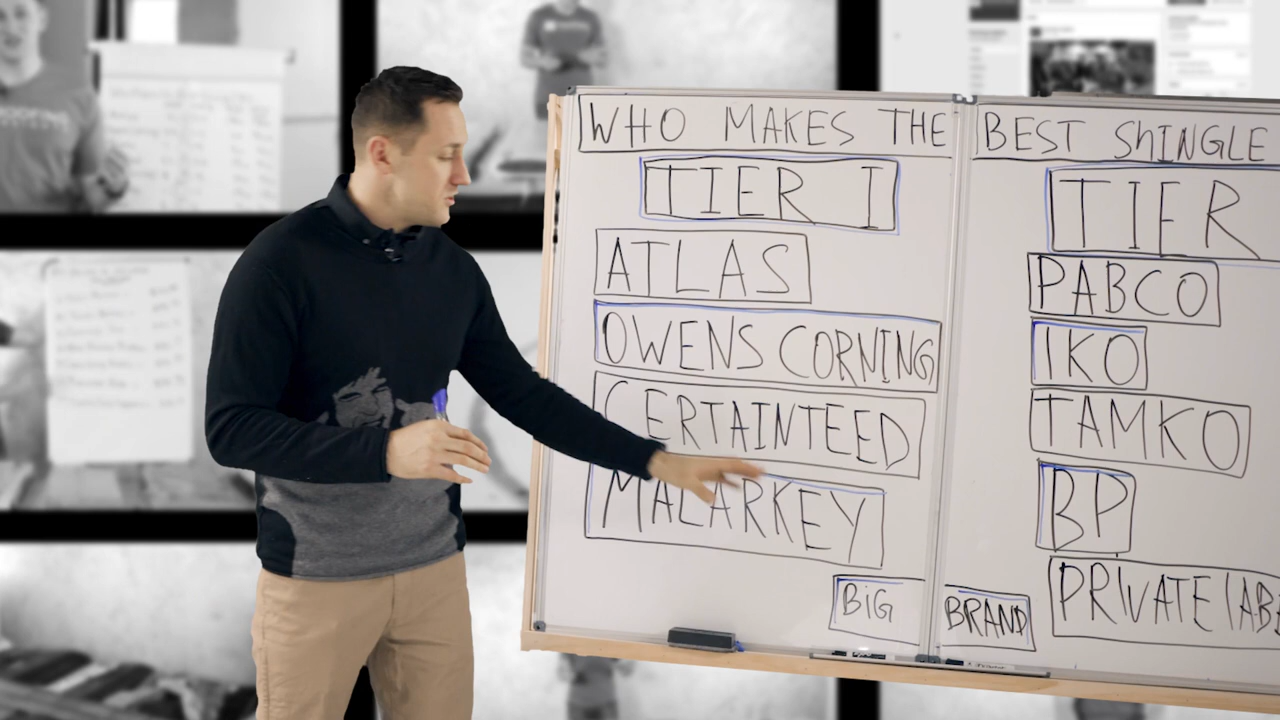 WHO MAKES THE BEST ShINGLE
TIER I
ATLAS
OWENS CORNING
CERTAINTEED
MALARKEY
BiG BRAND
TIER
PABCO
IKO
TAMKO
BP
PRIVATE